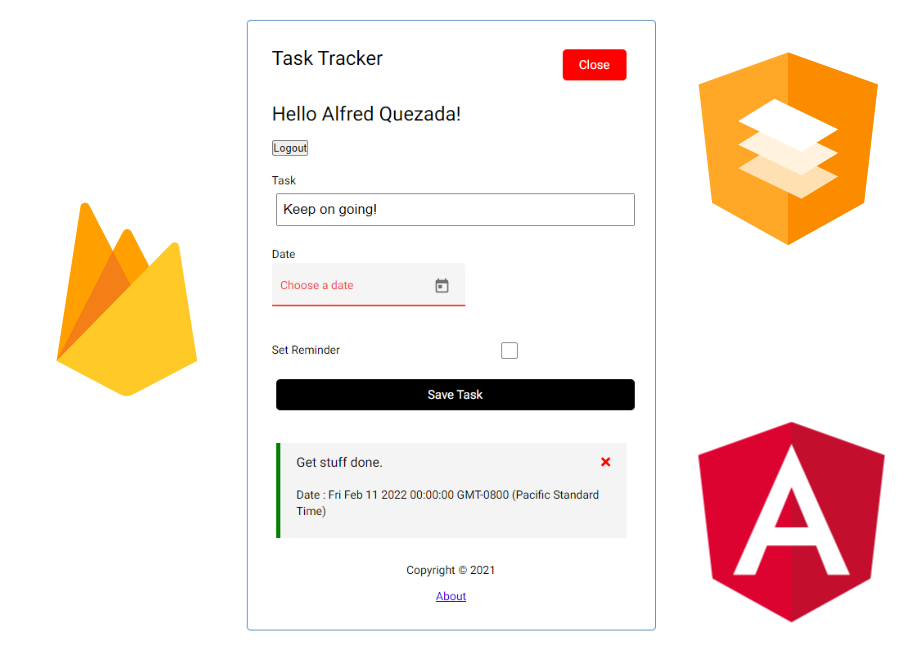 Task Tracker
Close
Hello Alfred Quezada!
Logout
Task
Keep on going!
Date
Choose a date
Set Reminder
Save Task
Get stuff done.
Date : Fri Feb 11 2022 00:00:00 GMT-0800 (Pacific Standard
Time)
Copyright © 2021
About
A